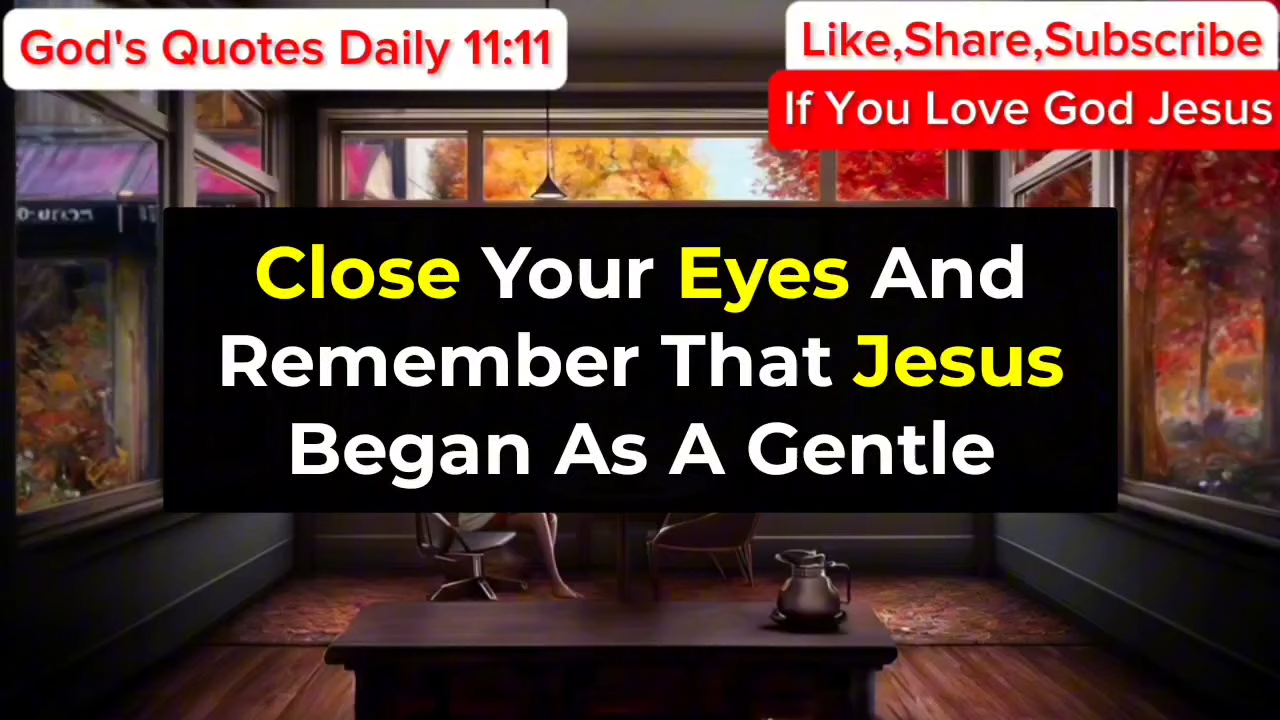 God's Quotes Daily 11:11
Like,Share,Subscribe
If You Love God Jesus
Close Your Eyes And
Remember That Jesus
Began As A Gentle